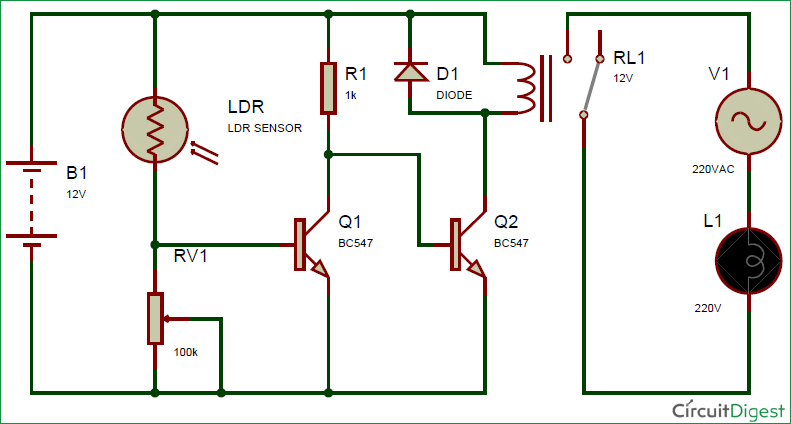 B1
12V
LDR
LDR SENSOR
RV1
100k
R1
1k
Q1
BC547
D1
DIODE
Q2
BC547
RL1
12V
V1
220VAC
L1
220V
CircuitDigest